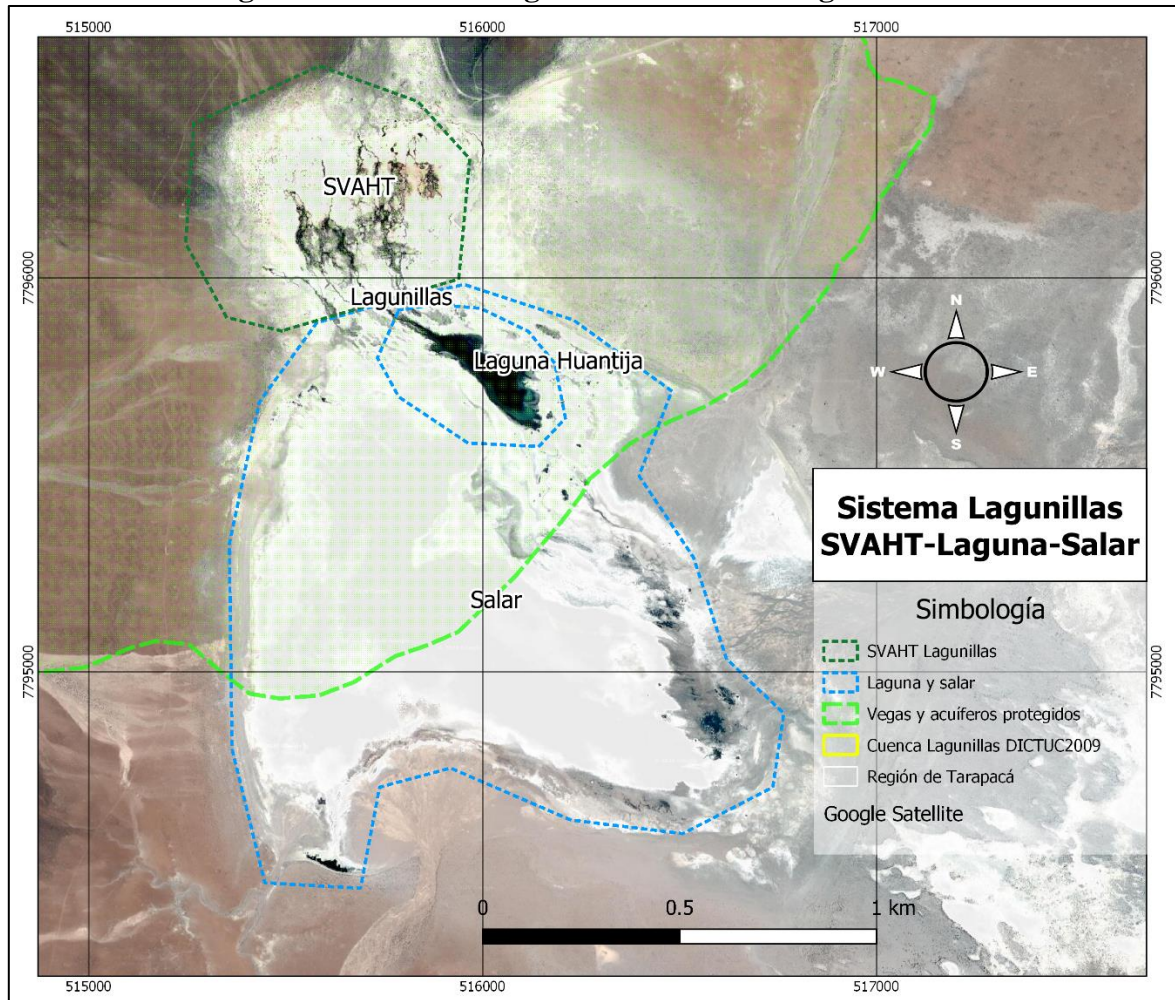 515000
516000
517000
SVAHT
7796000
7796000
Lagunillas
Laguna Huantija
N
W
E
S
Sistema Lagunillas
SVAHT-Laguna-Salar
Salar
Simbología
SVAHT Lagunillas
7795000
7795000
Laguna y salar
Vegas y acuíferos protegidos
Cuenca Lagunillas DICTUC2009
Región de Tarapacá
Google Satellite
0
0.5
1 km
515000
516000
517000